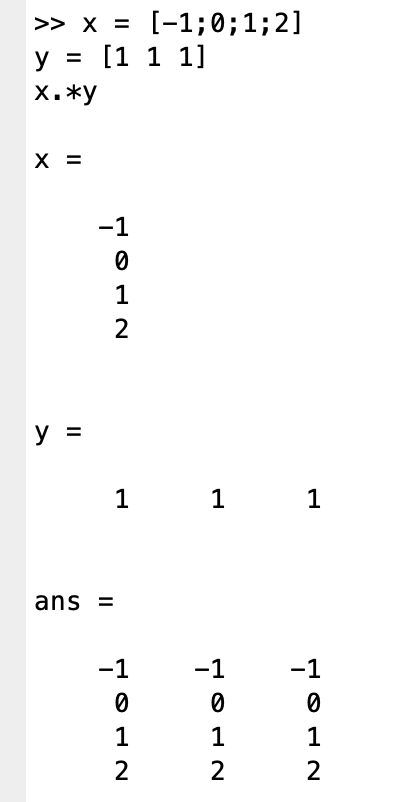 >> x = [-1;0;1;2]
y = [1 1 1]
x.*y
x =
-1
0
1
2
y =
1 1 1
ans =
-1 -1 -1
0 0 0
1 1 1
2 2 2